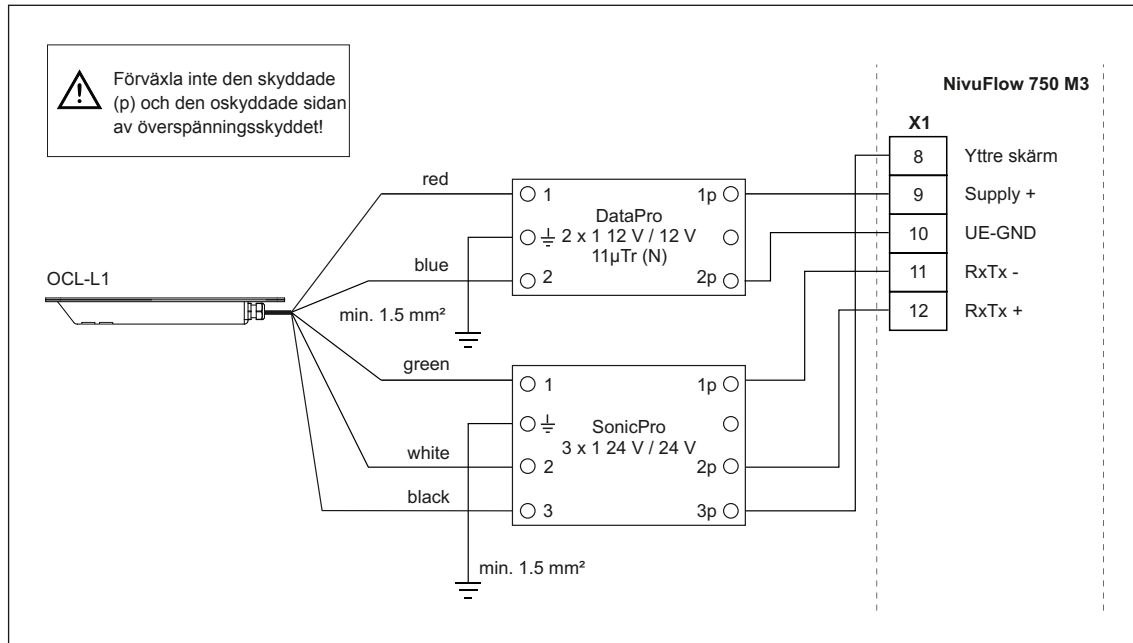 Förväxla inte den skyddade
(p) och den oskyddade sidan
av överspänningsskyddet!
NivuFlow 750 M3
X1
8 Yttre skärm
9 Supply +
10 UE-GND
11 RxTx -
12 RxTx +
OCL-L1
red
blue
min. 1.5 mm²
green
white
black
min. 1.5 mm²
1 1p
DataPro
2 x 1 12 V / 12 V
11µTr (N)
2 2p
1 1p
SonicPro
3 x 1 24 V / 24 V
2 2p
3 3p